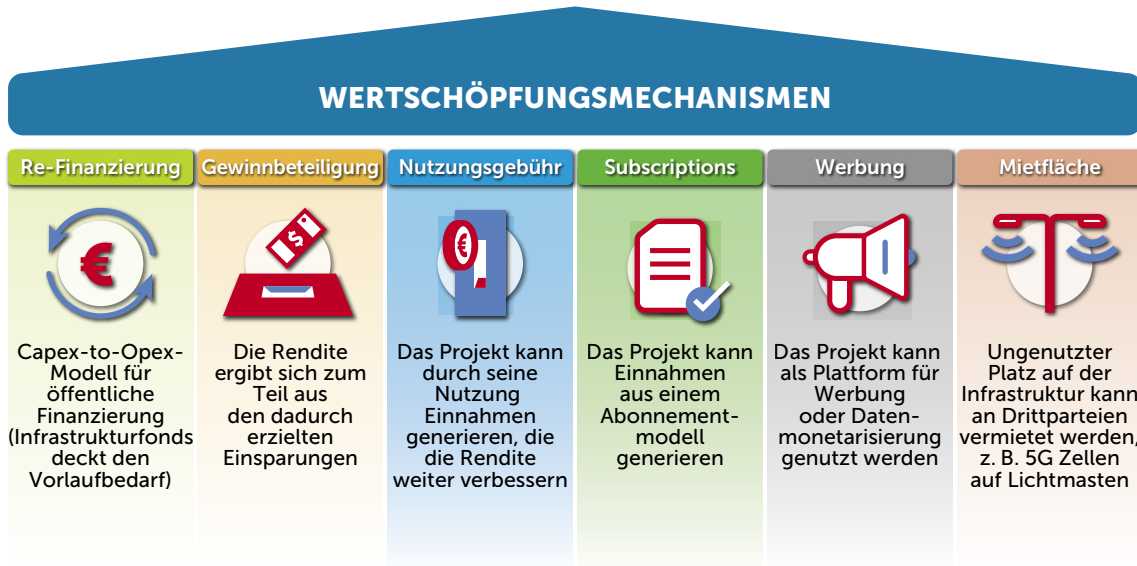 WERTSCHÖPFUNGSMECHANISMEN
Re-Finanzierung
€
Capex-to-Opex-
Modell für
öffentliche
Finanzierung
(Infrastrukturfonds
deckt den
Vorlaufbedarf)
Gewinnbeteiligung
$
Die Rendite
ergibt sich zum
Teil aus
den dadurch
erzielten
Einsparungen
Nutzungsgebühr
€
Das Projekt kann
durch seine
Nutzung
Einnahmen
generieren, die
die Rendite
weiter verbessern
Subscriptions
Das Projekt kann
Einnahmen
aus einem
Abonnement-
modell
generieren
Werbung
Das Projekt kann
als Plattform für
Werbung
oder Daten-
monetarisierung
genutzt werden
Mietfläche
Ungenutzter
Platz auf der
Infrastruktur kann
an Drittparteien
vermietet werden,
z. B. 5G Zellen
auf Lichtmasten